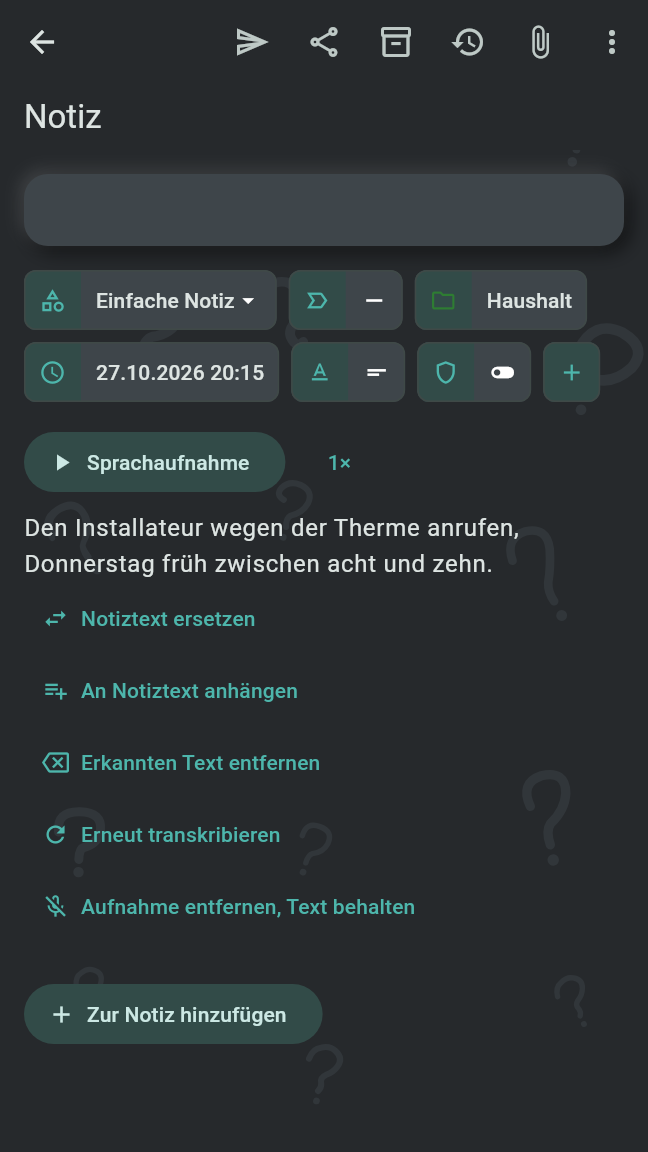 Notiz
Einfache Notiz
Haushalt
27.10.2026 20:15
Sprachaufnahme
1×
Den Installateur wegen der Therme anrufen,
Donnerstag früh zwischen acht und zehn.
Notiztext ersetzen
An Notiztext anhängen
Erkannten Text entfernen
Erneut transkribieren
Aufnahme entfernen, Text behalten
Zur Notiz hinzufügen